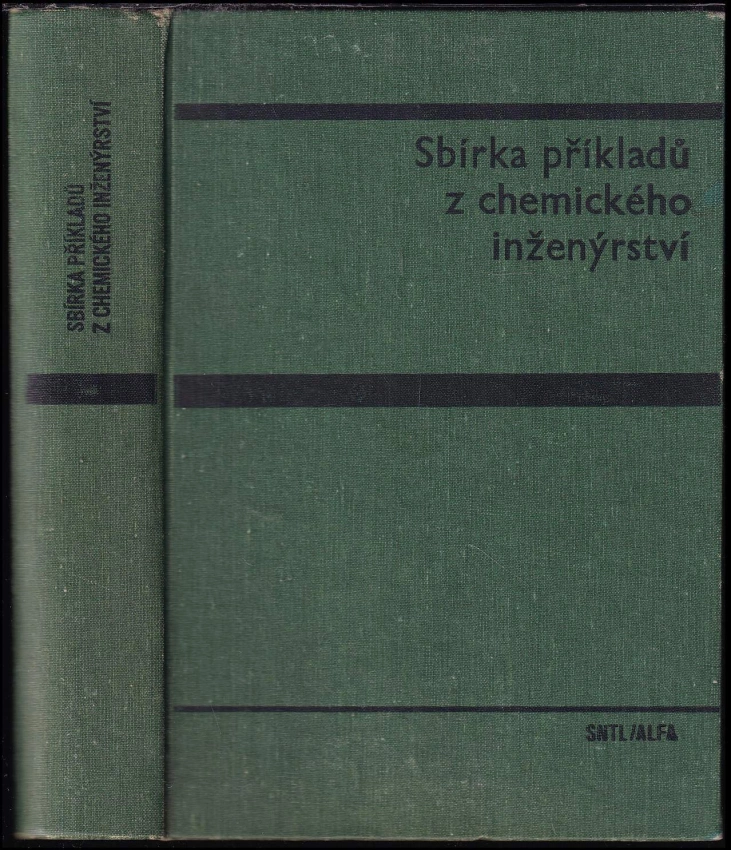 SBÍRKA PŘÍKLADŮ
Z CHEMICKÉHO INŽENÝRSTVÍ
Sbírka příkladů
z chemického
inženýrství
SNTL/ALFA